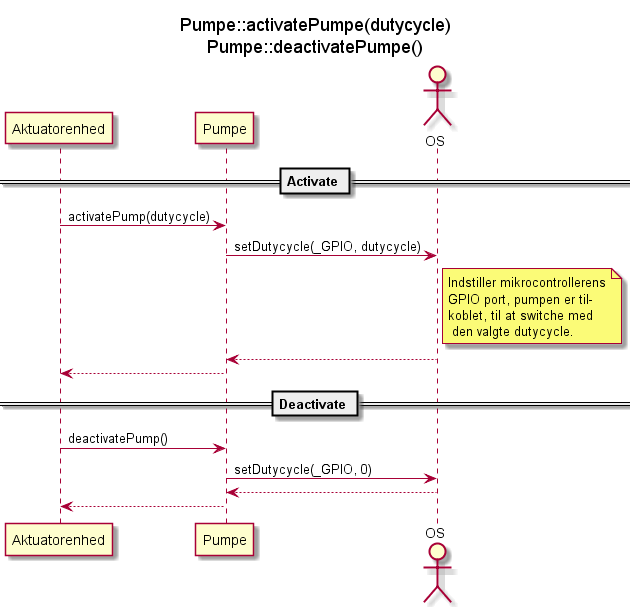 Pumpe::activatePumpe(dutycycle)
Pumpe::deactivatePumpe()
Aktuatorenhed
Pumpe
OS
Activate
activatePump(dutycycle)
setDutycycle(_GPIO, dutycycle)
Indstiller mikrocontrollerens
GPIO port, pumpen er til-
koblet, til at switche med
den valgte dutycycle.
Deactivate
deactivatePump()
setDutycycle(_GPIO, 0)
Aktuatorenhed
Pumpe
OS